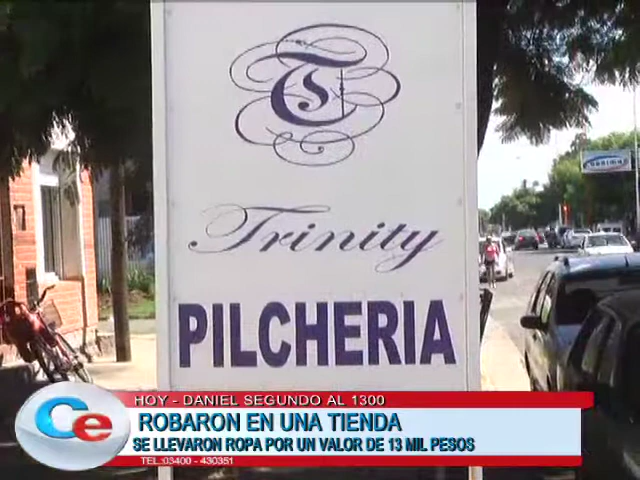 T
Trinity
PILCHERIA
HOY - DANIEL SEGUNDO AL 1300
ROBARON EN UNA TIENDA
SE LLEVARON ROPA POR UN VALOR DE 13 MIL PESOS
Ce
TEL:03400 - 430351